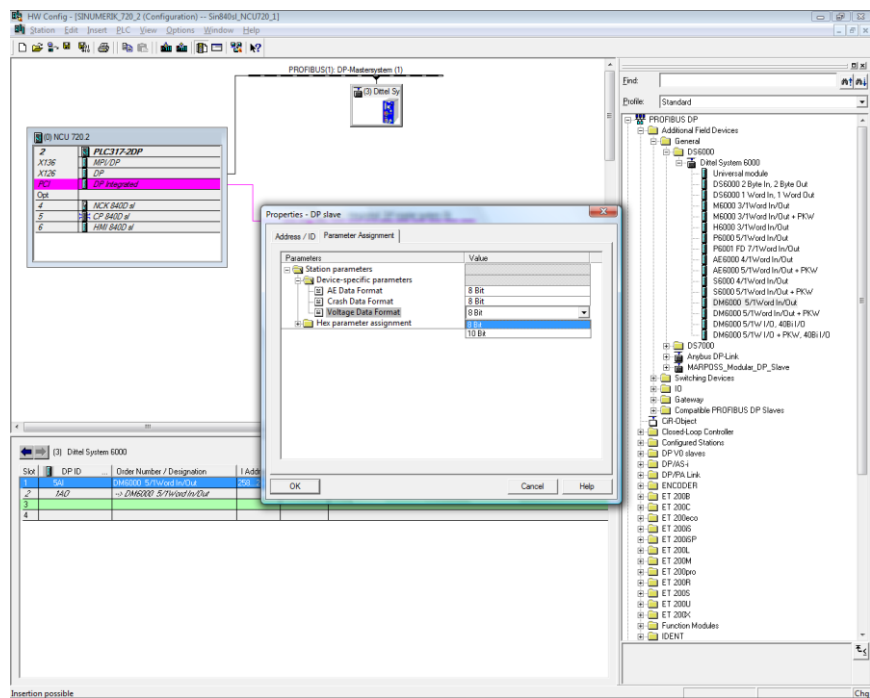 HW Config - [SINUMERIK_720_2 (Configuration) -- Sin840sl_NCU720_1]
Station Edit Insert PLC View Options Window Help
PROFIBUS(1): DP-Mastersystem (1)
(3) Dittel Sy
(0) NCU 720.2
2 PLC317-2DP
X136 MPI/DP
X126 DP
PCI DP integrated
Opt
4 NCK 840D sl
5 CP 840D sl
6 HMI 840D sl
Properties - DP slave
Address / ID Parameter Assignment
Parameters Value
Station parameters
Device-specific parameters
AE Data Format 8 Bit
Crash Data Format 8 Bit
Voltage Data Format 8 Bit
Hex parameter assignment 8 Bit
10 Bit
OK Cancel Help
(3) Dittel System 6000
Slot DP ID ... Order Number / Designation I Addr
1 5AI DM6000 5/1Word In/Out 258...
2 1AO -> DM6000 5/1Word In/Out
3
4
Find:
Profile: Standard
PROFIBUS DP
Additional Field Devices
General
DS6000
Dittel System 6000
Universal module
DS6000 2 Byte In, 2 Byte Out
DS6000 1 Word In, 1 Word Out
M6000 3/1Word In/Out
M6000 3/1Word In/Out + PKW
H6000 3/1Word In/Out
P6000 5/1Word In/Out
P6001 FD 7/1Word In/Out
AE6000 4/1Word In/Out
AE6000 5/1Word In/Out + PKW
S6000 4/1Word In/Out
S6000 5/1Word In/Out + PKW
DM6000 5/1Word In/Out
DM6000 5/1Word In/Out + PKW
DM6000 5/1W I/O, 40Bi I/O
DM6000 5/1W I/O + PKW, 40Bi I/O
DS7000
Anybus DP-Link
MARPOSS_Modular_DP_Slave
Switching Devices
IO
Gateway
Compatible PROFIBUS DP Slaves
CiR-Object
Closed-Loop Controller
Configured Stations
DP V0 slaves
DP/AS-i
DP/PA Link
ENCODER
ET 200B
ET 200C
ET 200eco
ET 200iS
ET 200iSP
ET 200L
ET 200M
ET 200pro
ET 200R
ET 200S
ET 200U
ET 200X
Function Modules
IDENT
Insertion possible
Chg